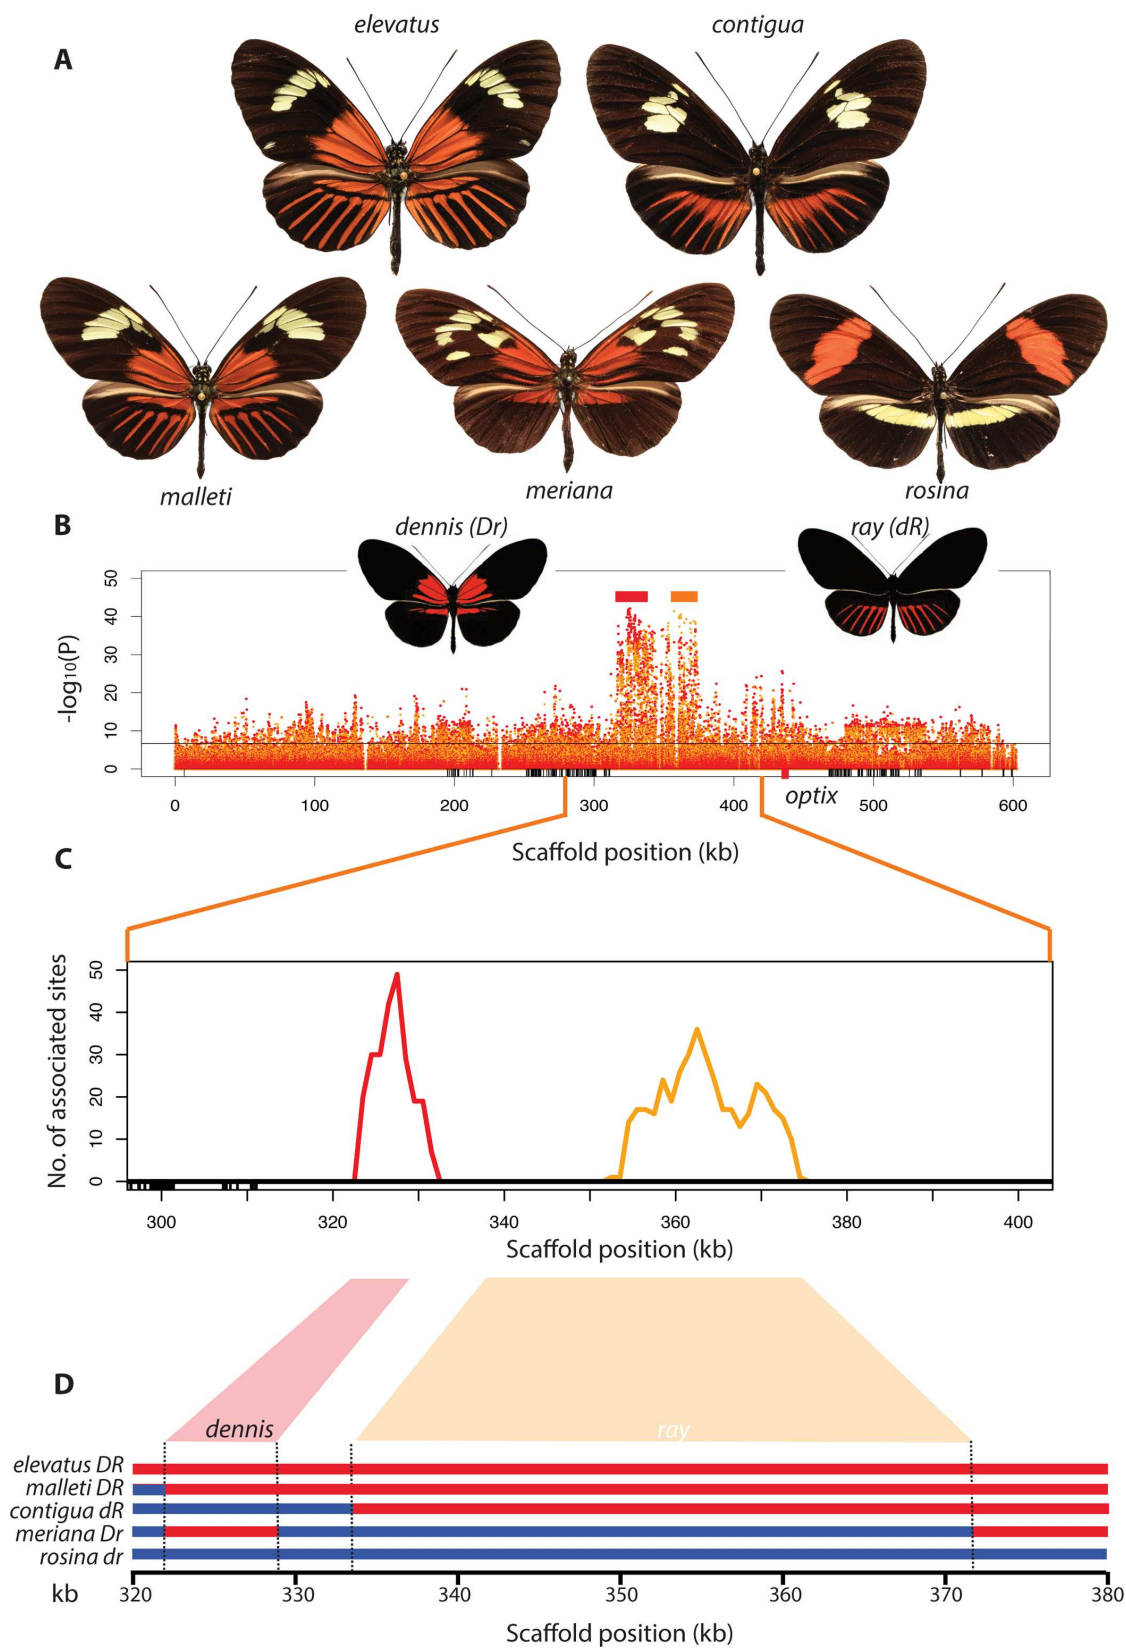 A
elevatus
contigua
malleti
meriana
rosina
B
dennis (Dr)
ray (dR)
-log10(P)
50
40
30
20
10
0
0
100
200
300
400
500
600
optix
Scaffold position (kb)
C
No. of associated sites
50
40
30
20
10
0
300
320
340
360
380
400
Scaffold position (kb)
D
dennis
ray
elevatus DR
malleti DR
contigua dR
meriana Dr
rosina dr
kb
320
330
340
350
360
370
380
Scaffold position (kb)